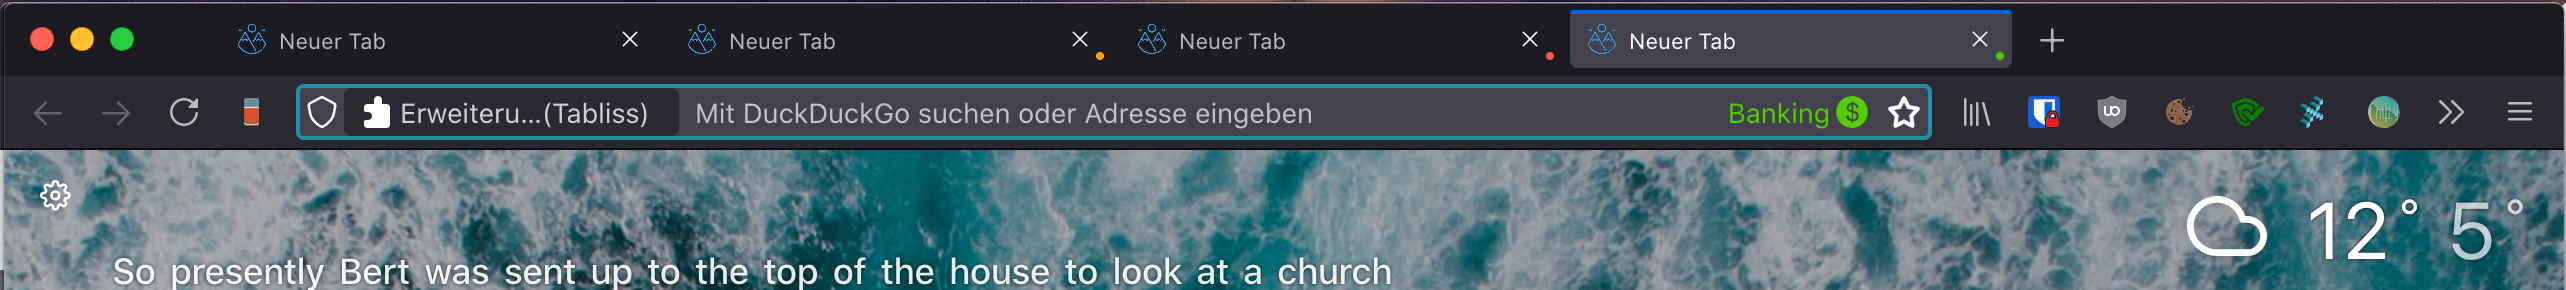 Neuer Tab
Neuer Tab
Neuer Tab
Neuer Tab
Erweiteru...(Tabliss)
Mit DuckDuckGo suchen oder Adresse eingeben
Banking $
12° 5°
So presently Bert was sent up to the top of the house to look at a church